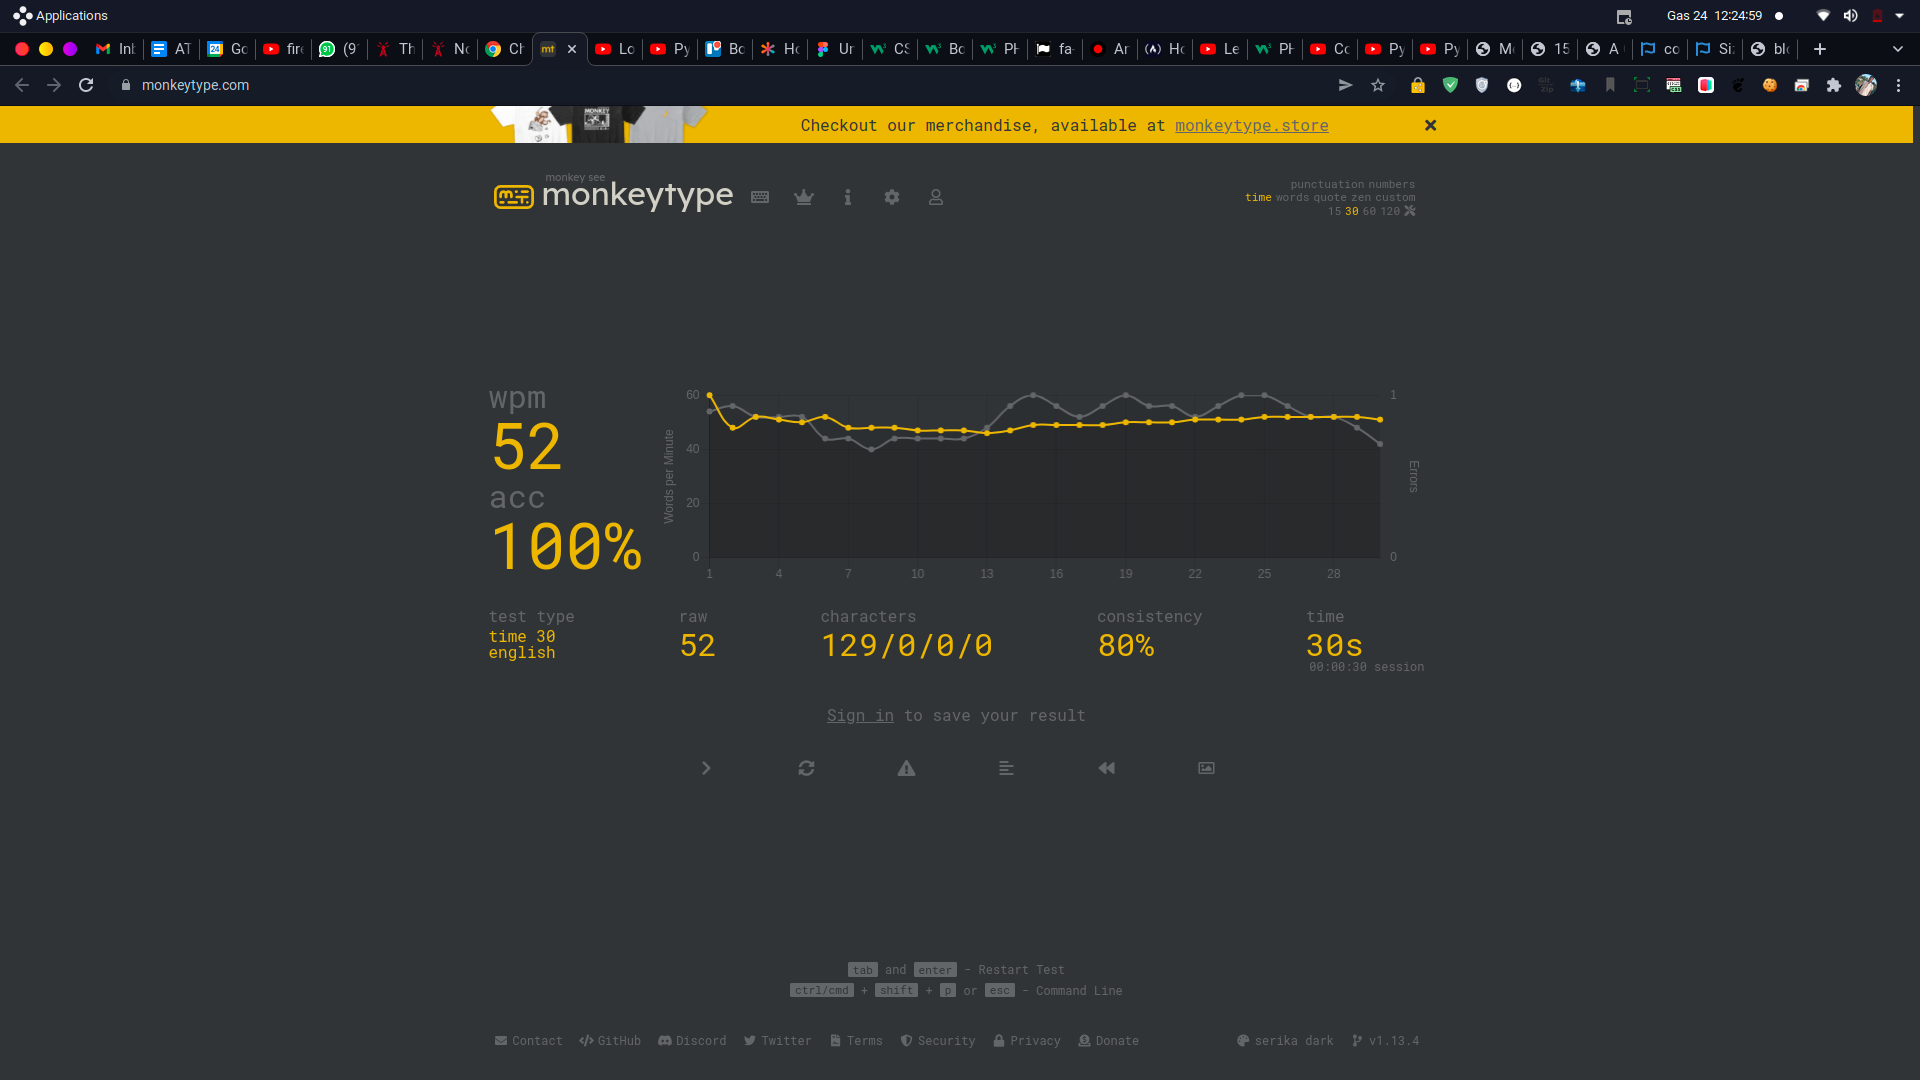 Applications
Gas 24 12:24:59
Inb
AT
Go
fire
(9
Th
No
Ch
mt
Lo
Py
Bo
Ho
Ur
CS
Bo
PH
fa-
Ar
Ho
Le
PH
Co
Py
Py
Mo
15
A
co
Si
blo
monkeytype.com
Checkout our merchandise, available at monkeytype.store
monkey see
monkeytype
punctuation numbers
time words quote zen custom
15 30 60 120
wpm
52
acc
100%
Words per Minute
60
40
20
0
1 4 7 10 13 16 19 22 25 28
1
0
Errors
test type
time 30
english
raw
52
characters
129/0/0/0
consistency
80%
time
30s
00:00:30 session
Sign in to save your result
tab and enter - Restart Test
ctrl/cmd + shift + p or esc - Command Line
Contact GitHub Discord Twitter Terms Security Privacy Donate serika dark v1.13.4